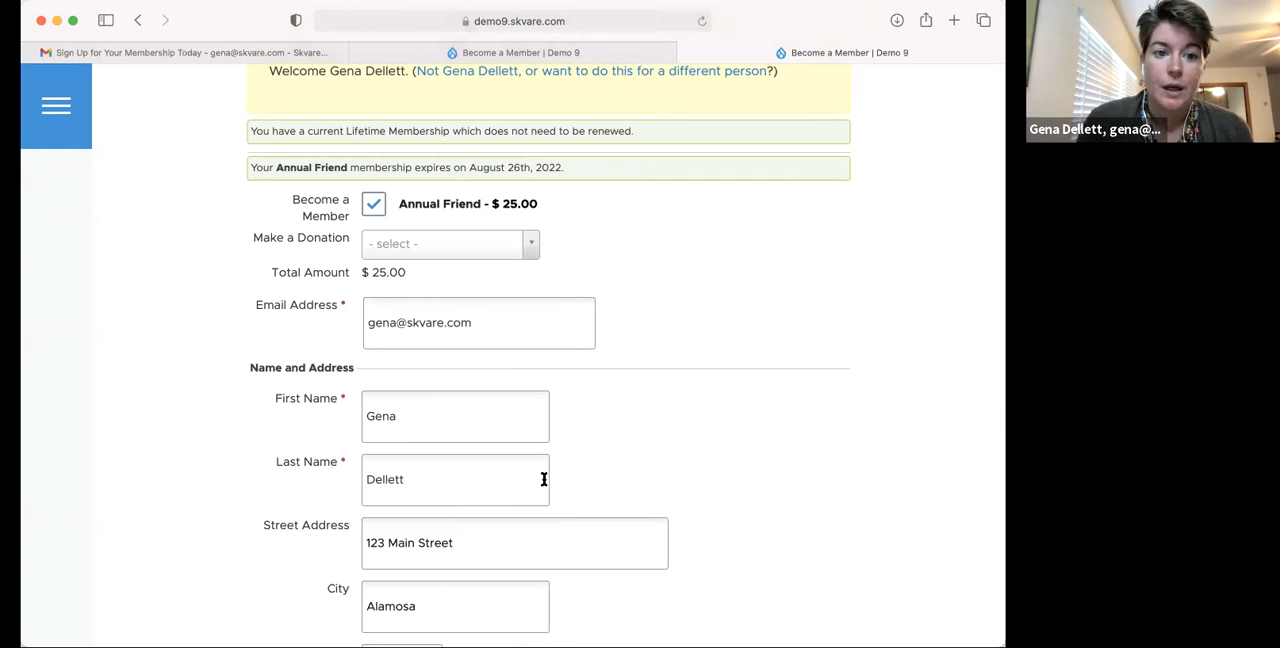 demo9.skvare.com
Sign Up for Your Membership Today - gena@skvare.com - Skvare...
Become a Member | Demo 9
Become a Member | Demo 9
Welcome Gena Dellett. (Not Gena Dellett, or want to do this for a different person?)
You have a current Lifetime Membership which does not need to be renewed.
Your Annual Friend membership expires on August 26th, 2022.
Become a
Member
Annual Friend - $ 25.00
Make a Donation
- select -
Total Amount
$ 25.00
Email Address *
gena@skvare.com
Name and Address
First Name *
Gena
Last Name *
Dellett
Street Address
123 Main Street
City
Alamosa
Gena Dellett, gena@...